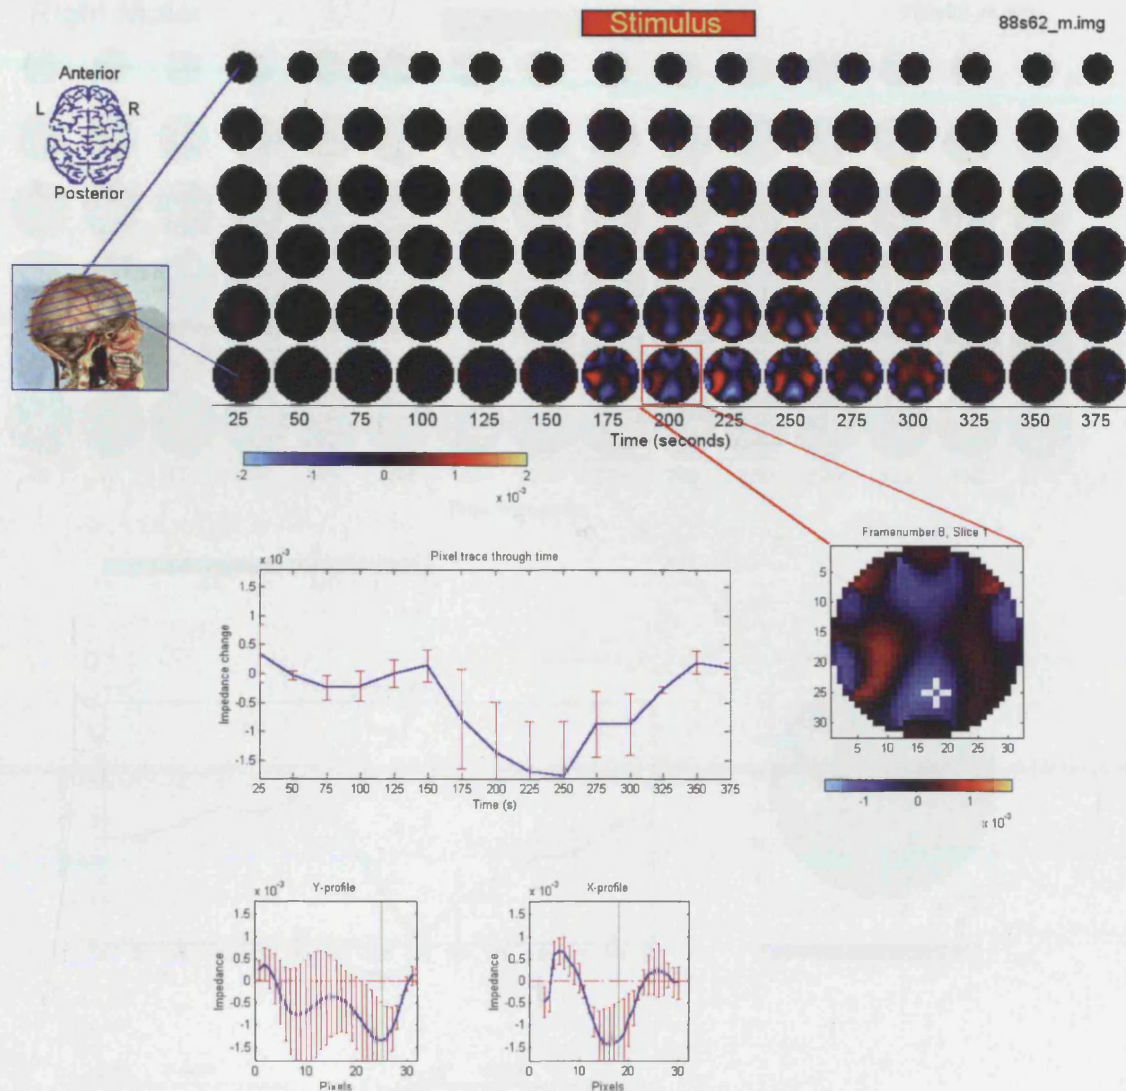 Stimulus
88s62_m.img
Anterior
L R
Posterior
25 50 75 100 125 150 175 200 225 250 275 300 325 350 375
Time (seconds)
-2 -1 0 1 2
x 10⁻³
Framenumber 8, Slice 1
5
10
15
20
25
30
5 10 15 20 25 30
-1 0 1
x 10⁻³
x 10⁻³
Pixel trace through time
Impedance change
1.5
1
0.5
0
-0.5
-1
-1.5
25 50 75 100 125 150 175 200 225 250 275 300 325 350 375
Time (s)
x 10⁻³
Y-profile
Impedance
1.5
1
0.5
0
-0.5
-1
-1.5
0 10 20 30
Pixels
x 10⁻³
X-profile
Impedance
1.5
1
0.5
0
-0.5
-1
-1.5
0 10 20 30
Pixels